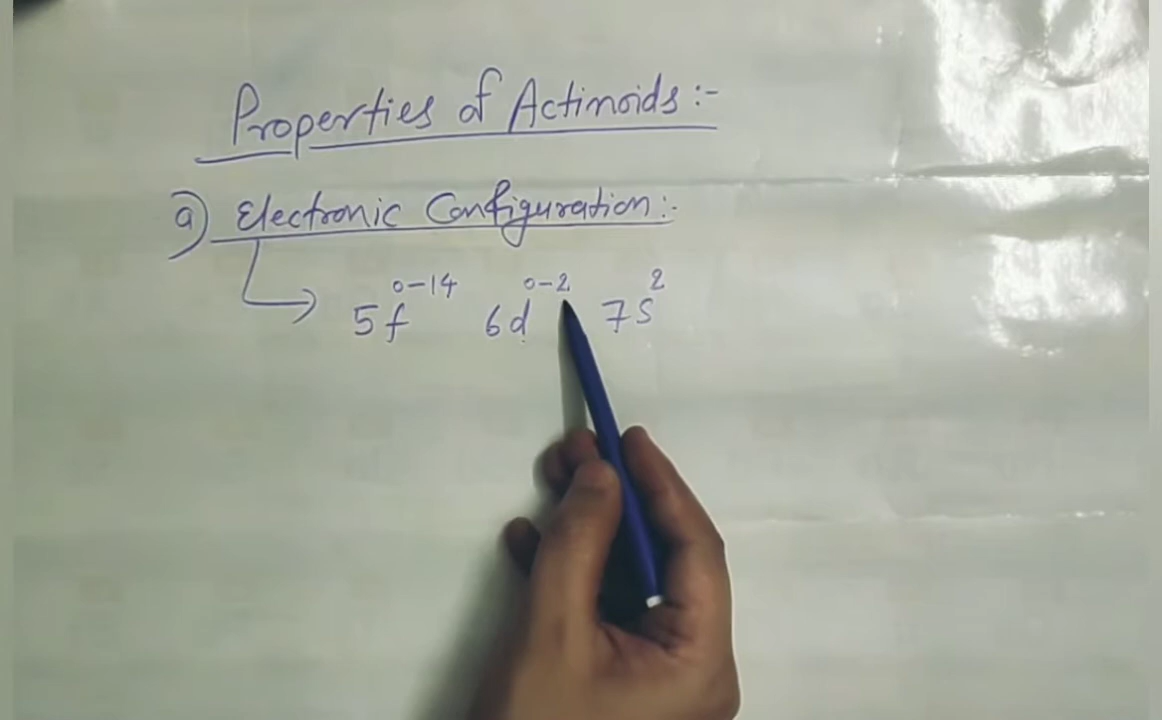 Properties of Actinoids :-
a) Electronic Configuration :-
5f⁰⁻¹⁴ 6d⁰⁻² 7s²